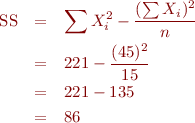 SS = ∑ X_i^2 − (∑ X_i)^2 / n
= 221 − (45)^2 / 15
= 221 − 135
= 86